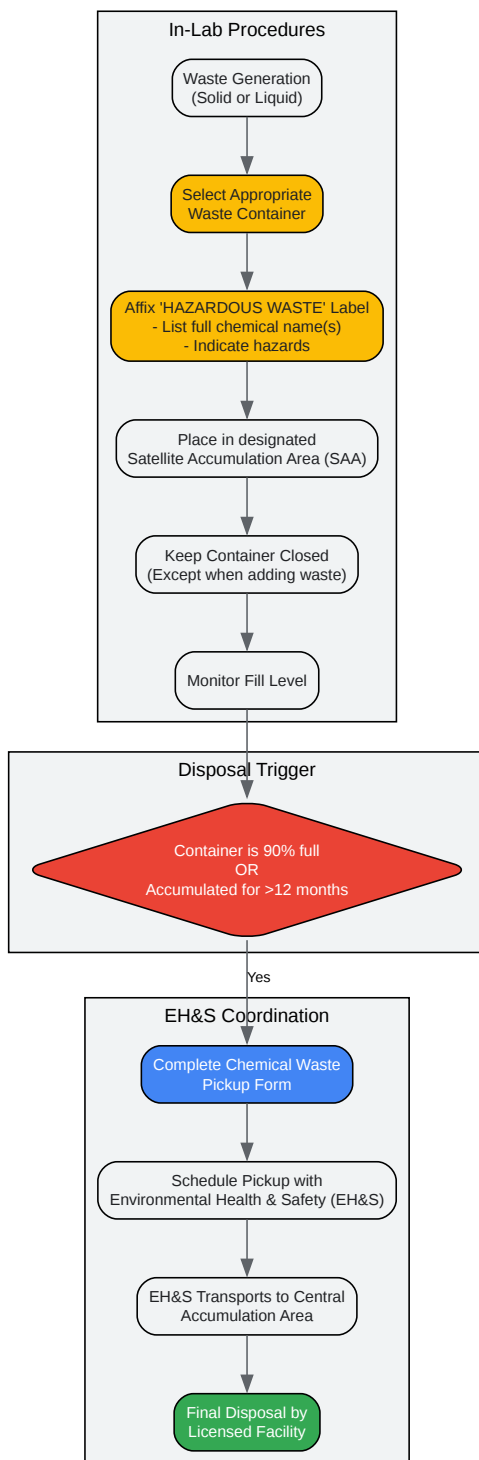 In-Lab Procedures
Waste Generation
(Solid or Liquid)
Select Appropriate
Waste Container
Affix 'HAZARDOUS WASTE' Label
- List full chemical name(s)
- Indicate hazards
Place in designated
Satellite Accumulation Area (SAA)
Keep Container Closed
(Except when adding waste)
Monitor Fill Level
Disposal Trigger
Container is 90% full
OR
Accumulated for >12 months
Yes
EH&S Coordination
Complete Chemical Waste
Pickup Form
Schedule Pickup with
Environmental Health & Safety (EH&S)
EH&S Transports to Central
Accumulation Area
Final Disposal by
Licensed Facility